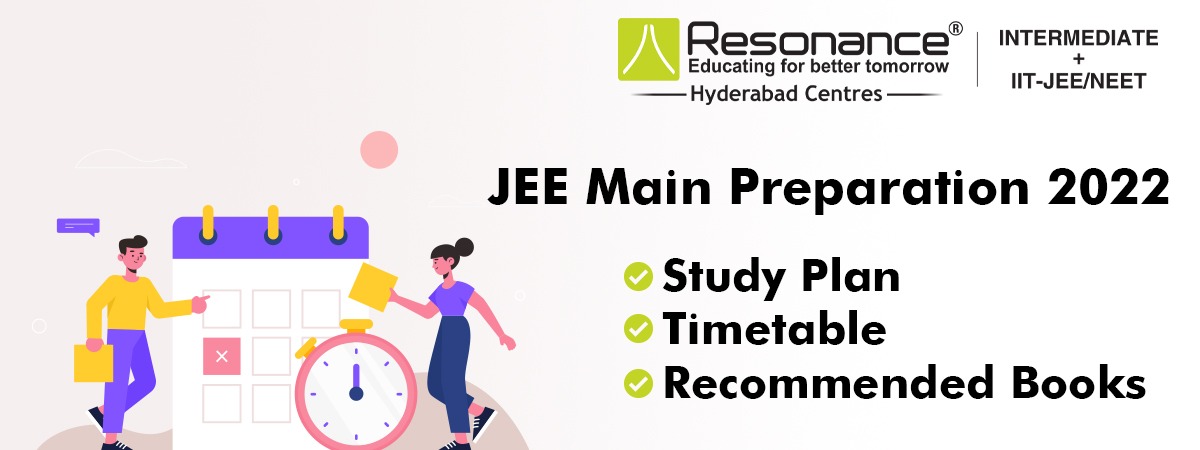 Resonance®
Educating for better tomorrow
Hyderabad Centres
INTERMEDIATE
+
IIT-JEE/NEET
JEE Main Preparation 2022
Study Plan
Timetable
Recommended Books